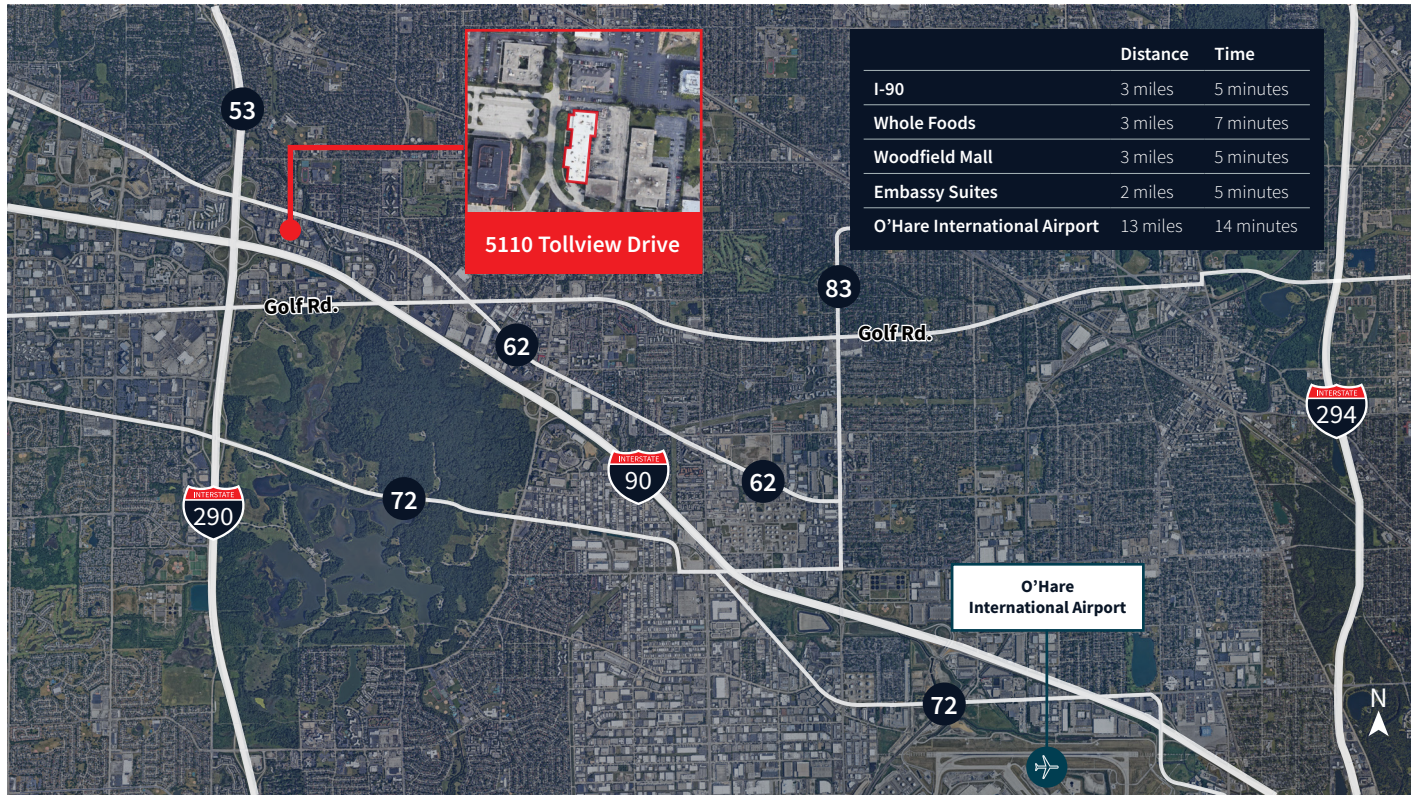 53
5110 Tollview Drive
Distance Time
I-90 3 miles 5 minutes
Whole Foods 3 miles 7 minutes
Woodfield Mall 3 miles 5 minutes
Embassy Suites 2 miles 5 minutes
O’Hare International Airport 13 miles 14 minutes
83
Golf Rd.
Golf Rd.
62
INTERSTATE
294
INTERSTATE
90
62
72
INTERSTATE
290
O’Hare
International Airport
72
N